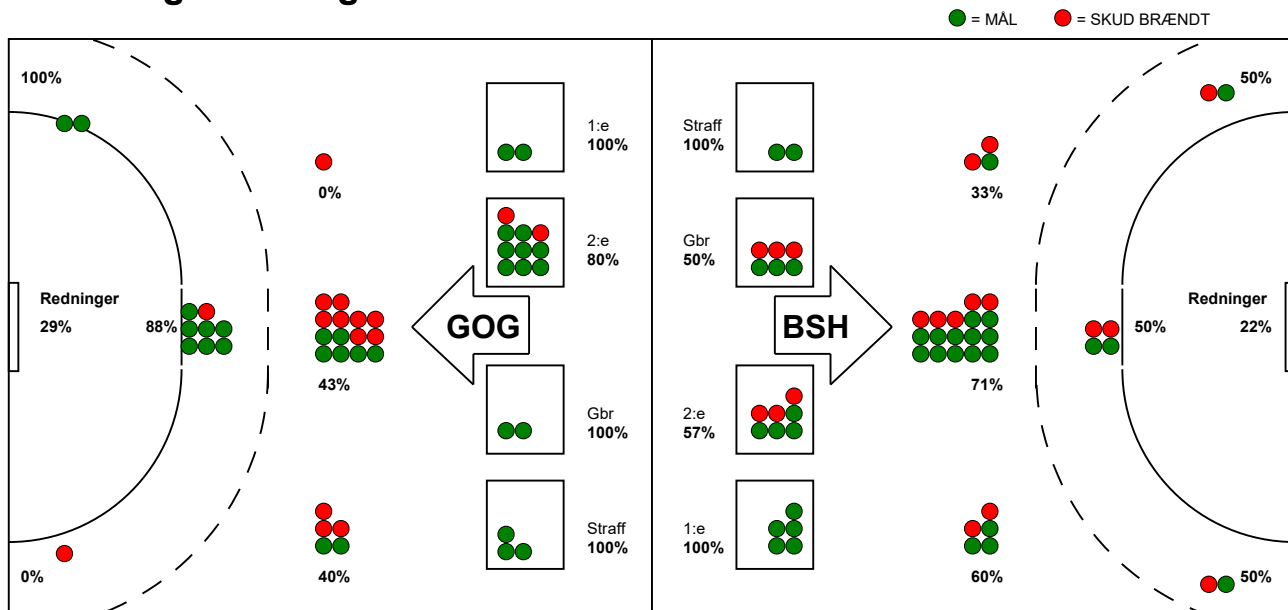 = MÅL = SKUD BRÆNDT
100%
1:e
100%
0%
2:e
80%
Redninger
29%
88%
GOG
43%
Gbr
100%
Straff
100%
40%
0%
Straff
100%
33%
50%
Gbr
50%
BSH
50%
Redninger
22%
71%
2:e
57%
1:e
100%
60%
50%